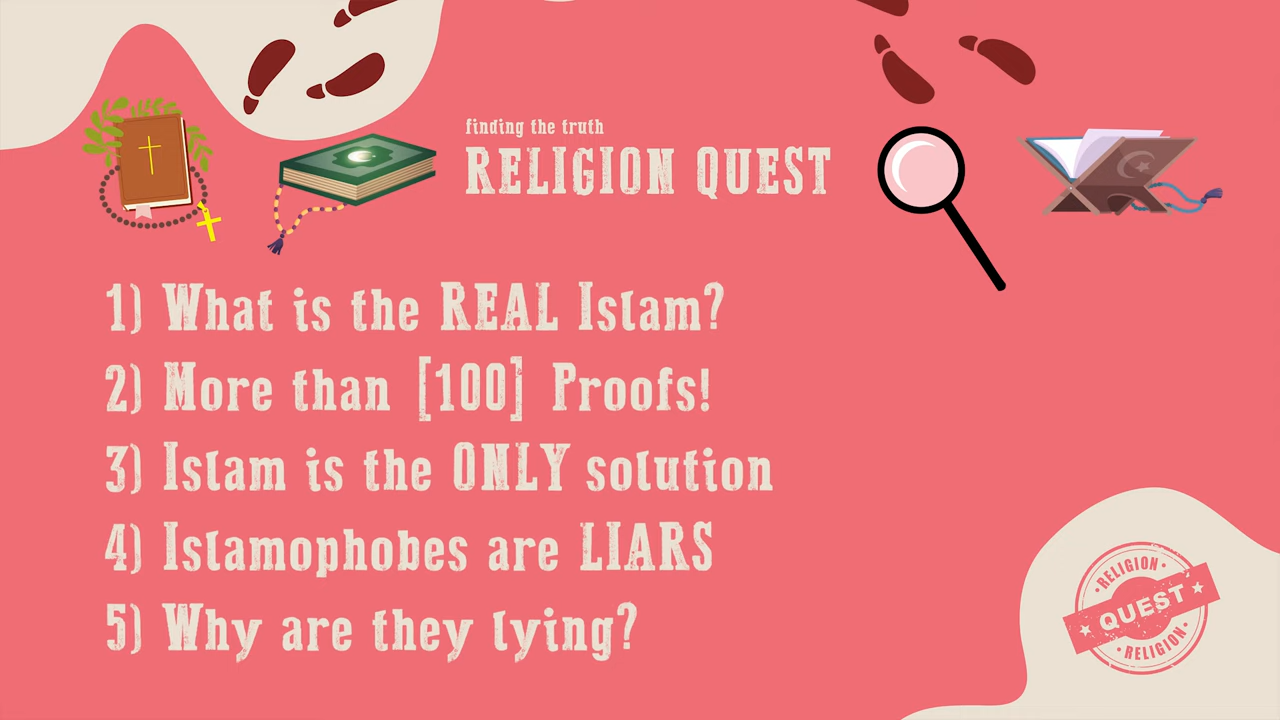 finding the truth
RELIGION QUEST
1) What is the REAL Islam?
2) More than [100] Proofs!
3) Islam is the ONLY solution
4) Islamophobes are LIARS
5) Why are they lying?
•RELIGION•
QUEST
•RELIGION•